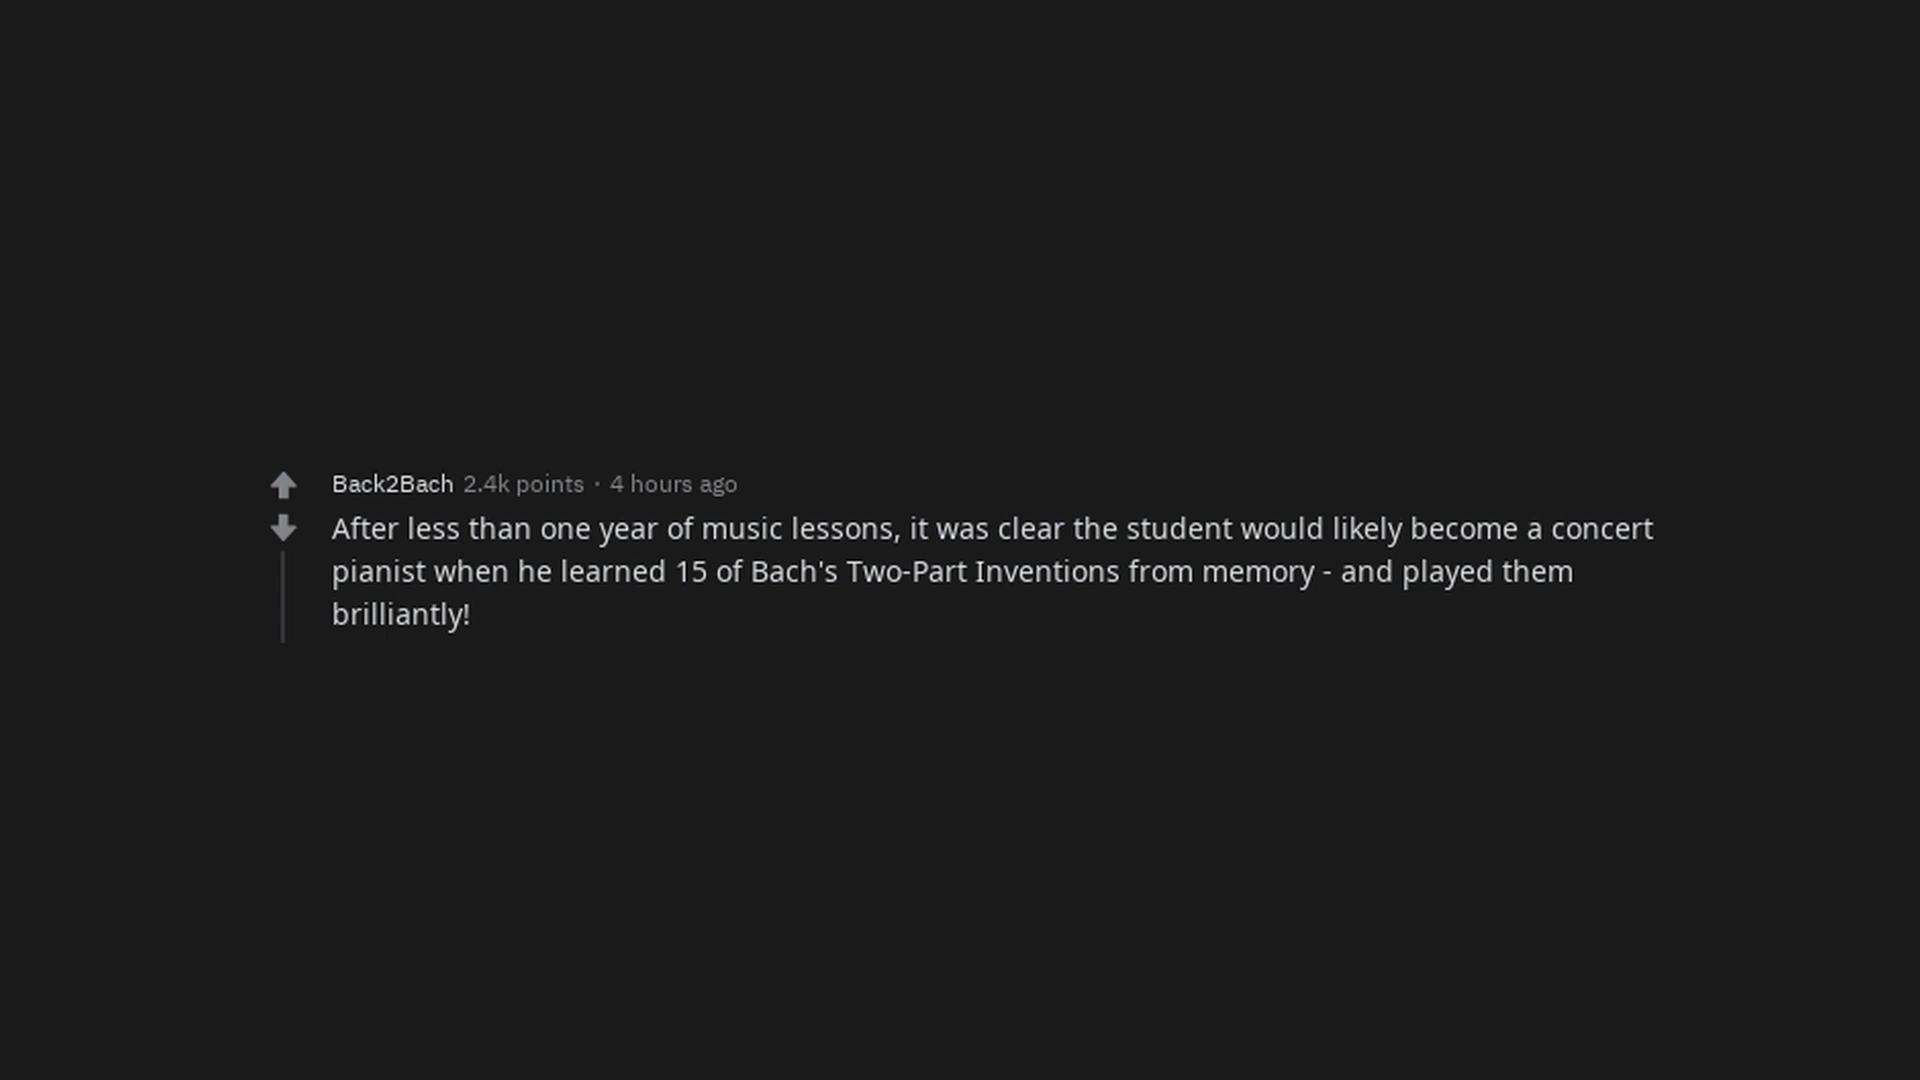 Back2Bach 2.4k points · 4 hours ago
After less than one year of music lessons, it was clear the student would likely become a concert
pianist when he learned 15 of Bach's Two-Part Inventions from memory - and played them
brilliantly!